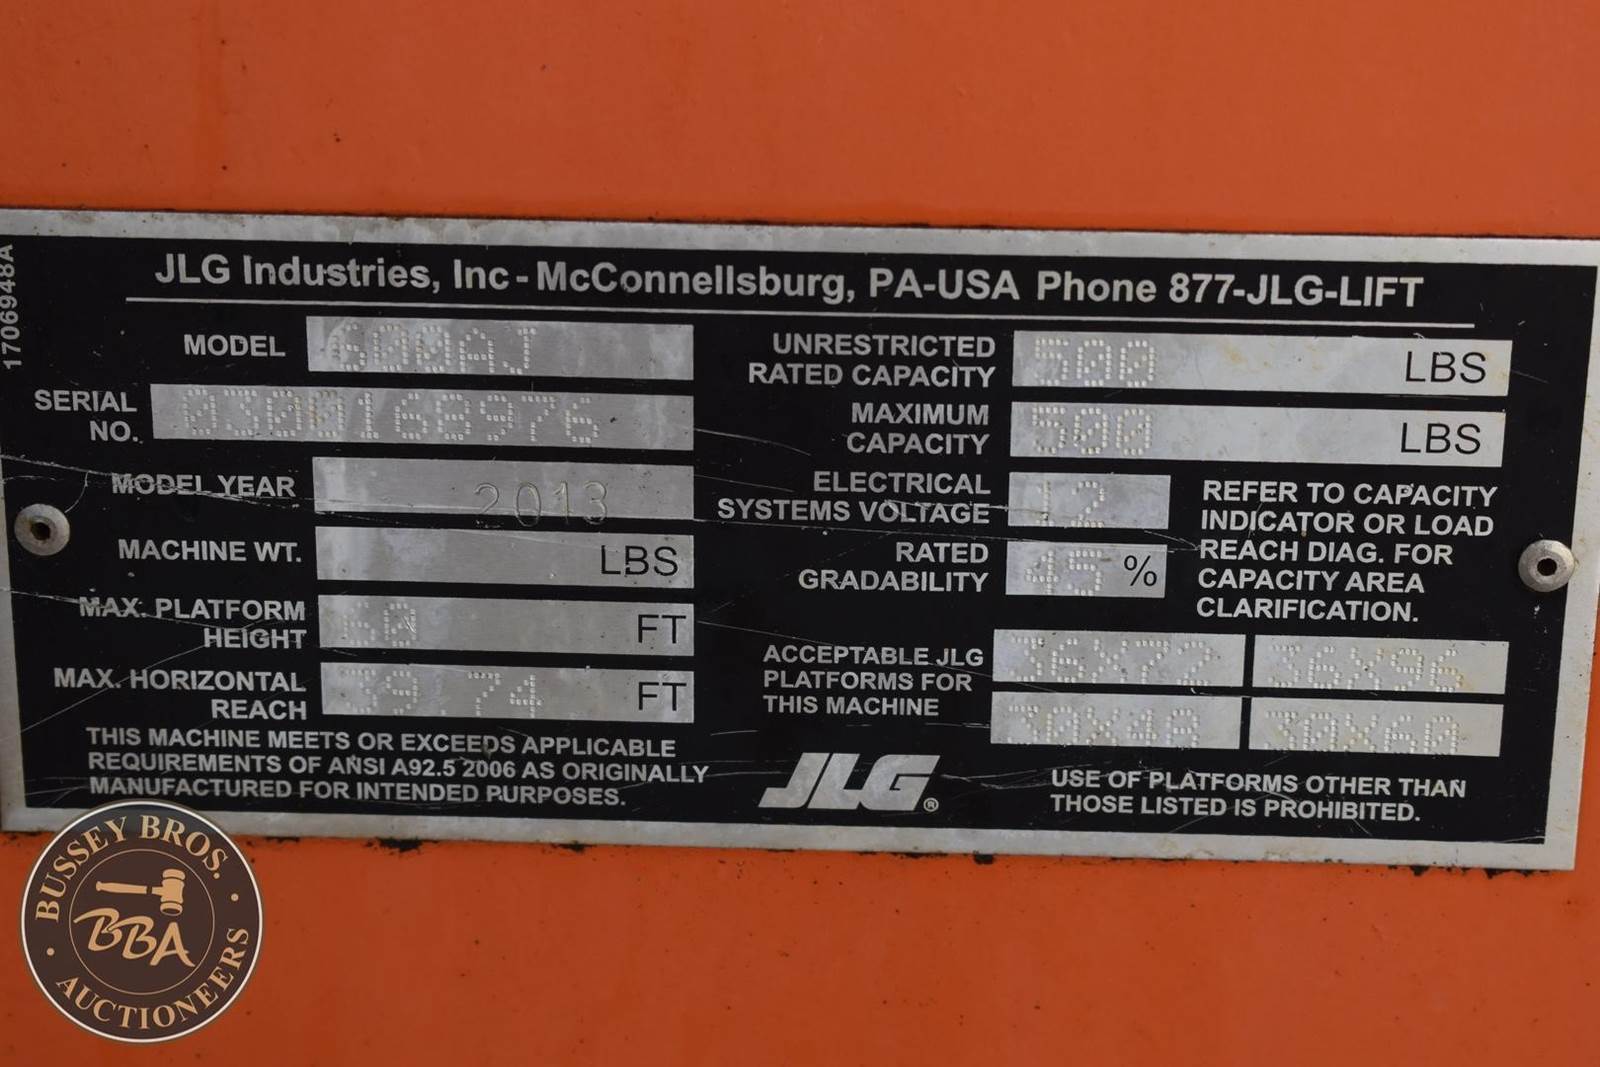 1706948A
JLG Industries, Inc - McConnellsburg, PA-USA Phone 877-JLG-LIFT
MODEL 600AJ
SERIAL NO. 0300168976
MODEL YEAR 2013
MACHINE WT. LBS
MAX. PLATFORM HEIGHT 60 FT
MAX. HORIZONTAL REACH 39.74 FT
THIS MACHINE MEETS OR EXCEEDS APPLICABLE
REQUIREMENTS OF ANSI A92.5 2006 AS ORIGINALLY
MANUFACTURED FOR INTENDED PURPOSES.
UNRESTRICTED RATED CAPACITY 500 LBS
MAXIMUM CAPACITY 500 LBS
ELECTRICAL SYSTEMS VOLTAGE 12
RATED GRADABILITY 45 %
REFER TO CAPACITY
INDICATOR OR LOAD
REACH DIAG. FOR
CAPACITY AREA
CLARIFICATION.
ACCEPTABLE JLG
PLATFORMS FOR
THIS MACHINE
36X72 36X96
30X48 30X60
JLG®
USE OF PLATFORMS OTHER THAN
THOSE LISTED IS PROHIBITED.
BUSSEY BROS.
BBA
AUCTIONEERS